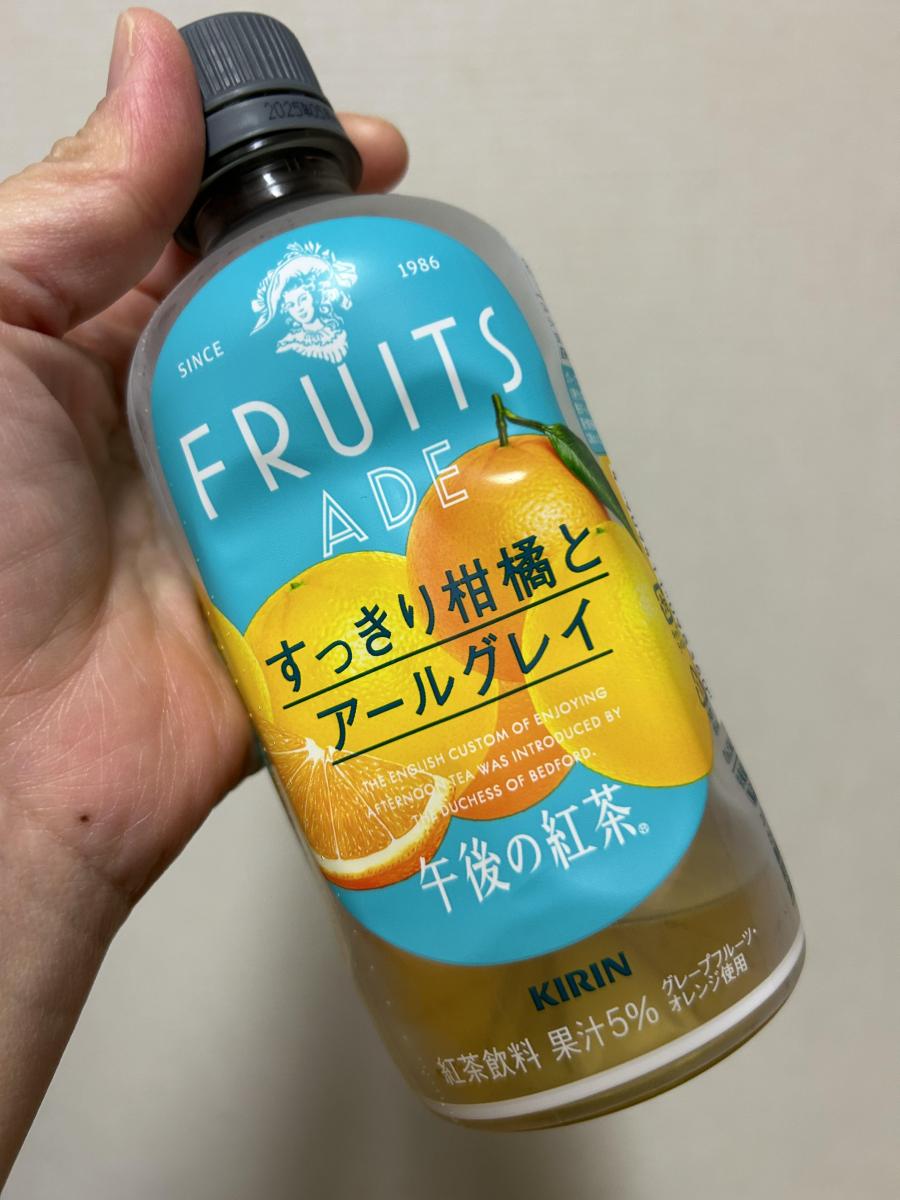 SINCE
1986
FRUITS
ADE
すっきり柑橘と
アールグレイ
THE ENGLISH CUSTOM OF ENJOYING
AFTERNOON TEA WAS INTRODUCED BY
THE DUCHESS OF BEDFORD.
午後の紅茶®
KIRIN
紅茶飲料 果汁5%
グレープフルーツ・
オレンジ使用